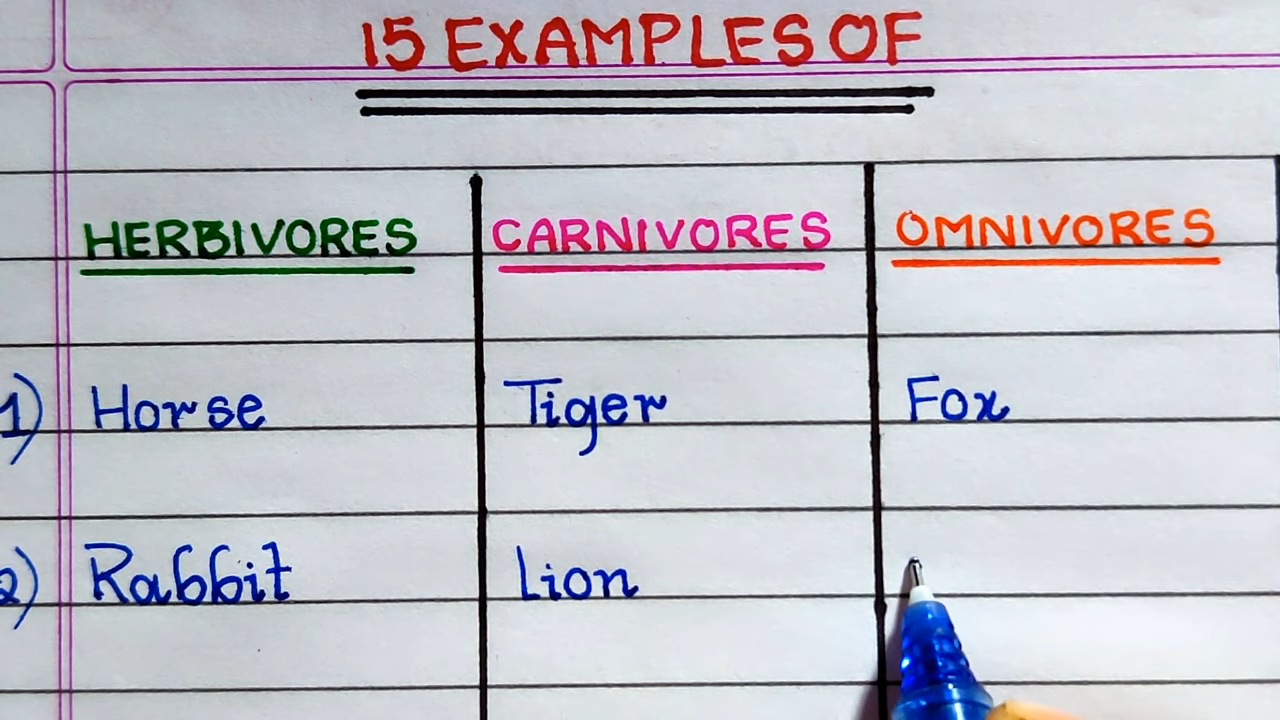 15 EXAMPLES OF
HERBIVORES CARNIVORES OMNIVORES
1) Horse Tiger Fox
2) Rabbit Lion